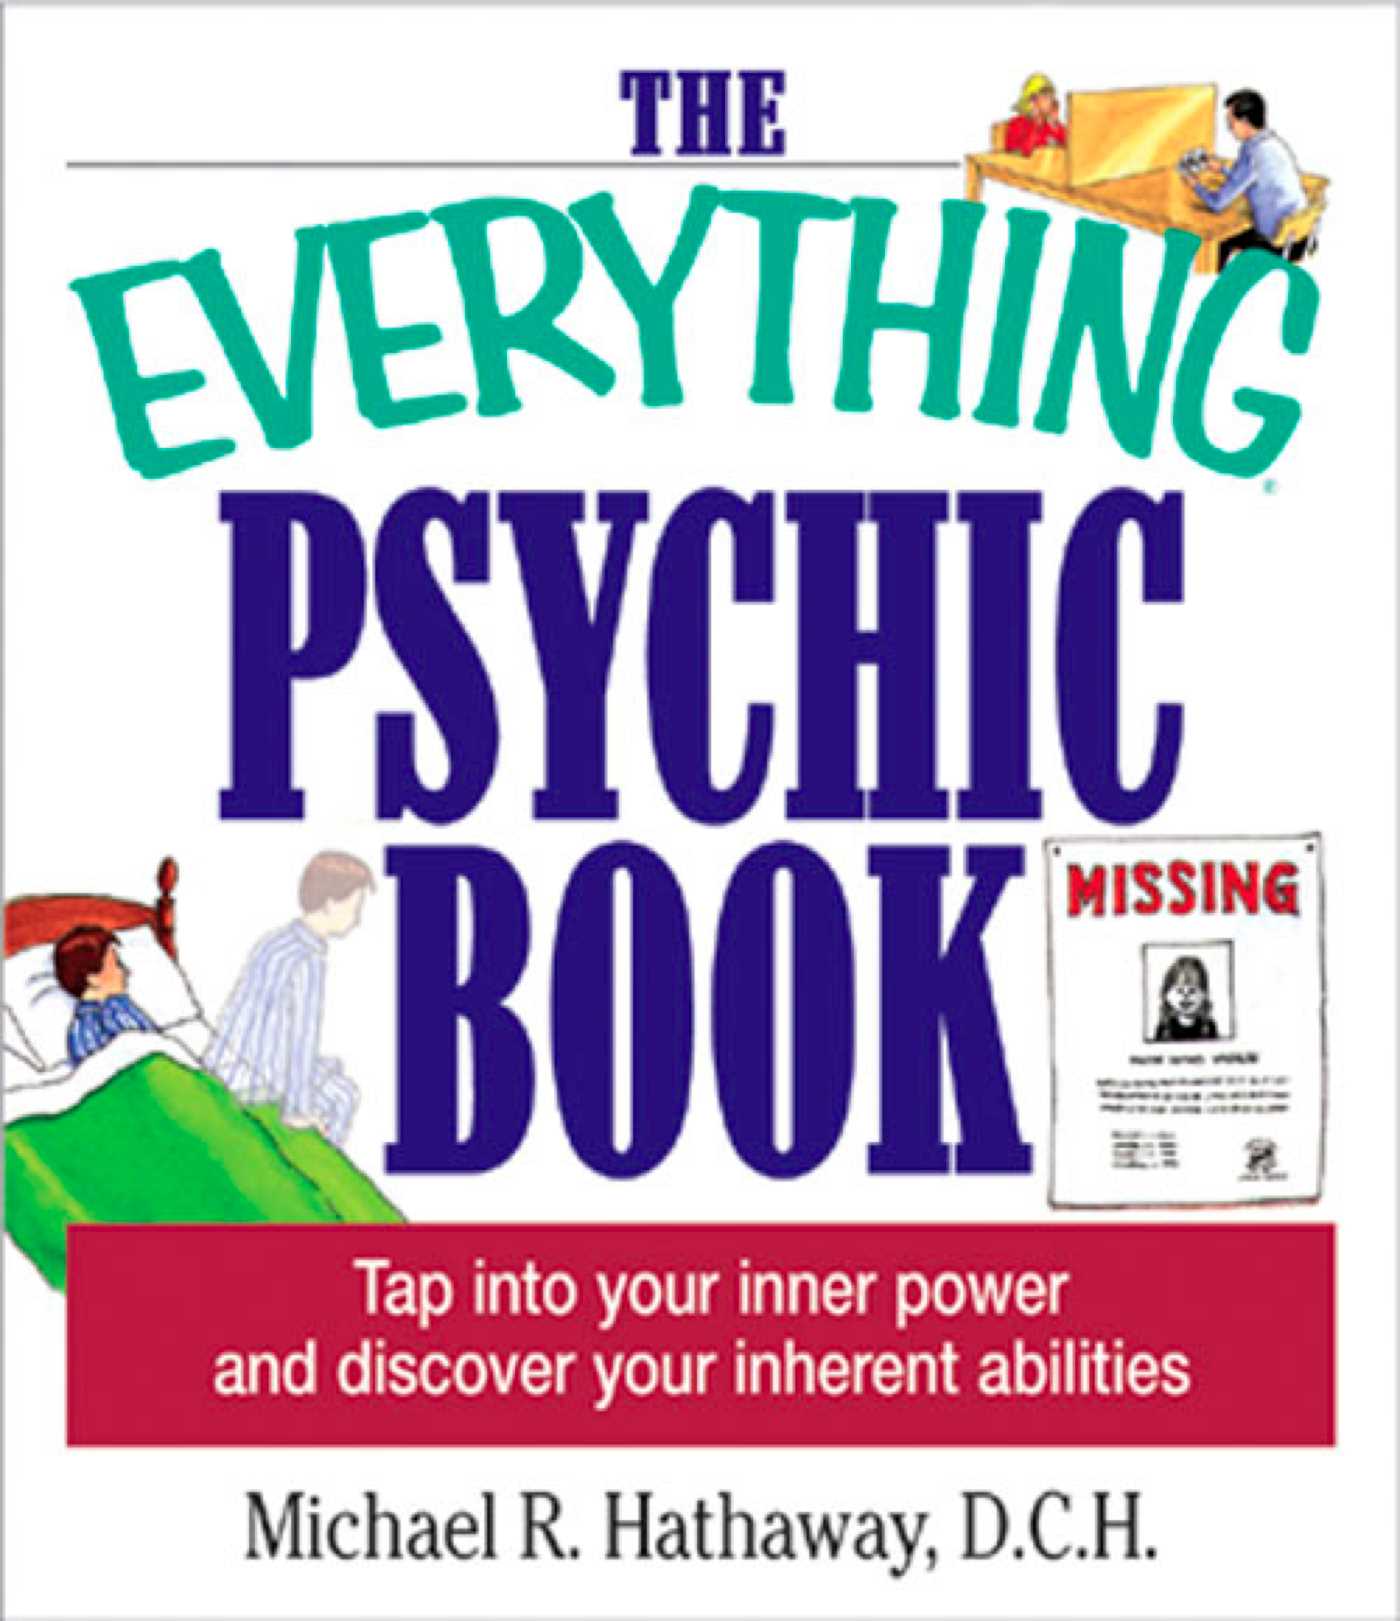 THE
EVERYTHING®
PSYCHIC
BOOK
MISSING
Tap into your inner power
and discover your inherent abilities
Michael R. Hathaway, D.C.H.